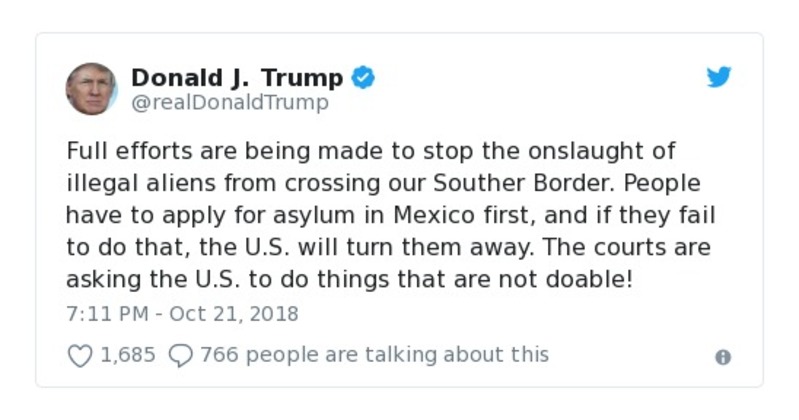 Donald J. Trump
@realDonaldTrump
Full efforts are being made to stop the onslaught of
illegal aliens from crossing our Souther Border. People
have to apply for asylum in Mexico first, and if they fail
to do that, the U.S. will turn them away. The courts are
asking the U.S. to do things that are not doable!
7:11 PM - Oct 21, 2018
1,685 766 people are talking about this